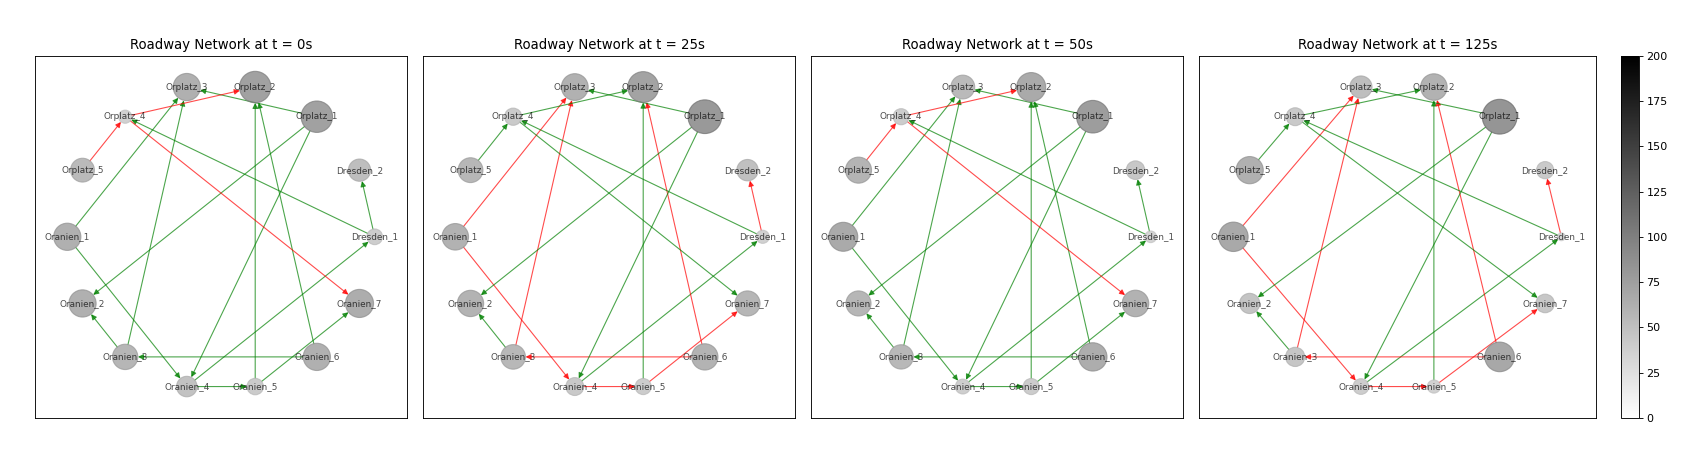 Roadway Network at t = 0s
Orplatz_3
Orplatz_2
Orplatz_4
Orplatz_1
Orplatz_5
Dresden_2
Oranien_1
Dresden_1
Oranien_2
Oranien_7
Oranien_3
Oranien_6
Oranien_4
Oranien_5
Roadway Network at t = 25s
Orplatz_3
Orplatz_2
Orplatz_4
Orplatz_1
Orplatz_5
Dresden_2
Oranien_1
Dresden_1
Oranien_2
Oranien_7
Oranien_3
Oranien_6
Oranien_4
Oranien_5
Roadway Network at t = 50s
Orplatz_3
Orplatz_2
Orplatz_4
Orplatz_1
Orplatz_5
Dresden_2
Oranien_1
Dresden_1
Oranien_2
Oranien_7
Oranien_3
Oranien_6
Oranien_4
Oranien_5
Roadway Network at t = 125s
Orplatz_3
Orplatz_2
Orplatz_4
Orplatz_1
Orplatz_5
Dresden_2
Oranien_1
Dresden_1
Oranien_2
Oranien_7
Oranien_3
Oranien_6
Oranien_4
Oranien_5
200
175
150
125
100
75
50
25
0